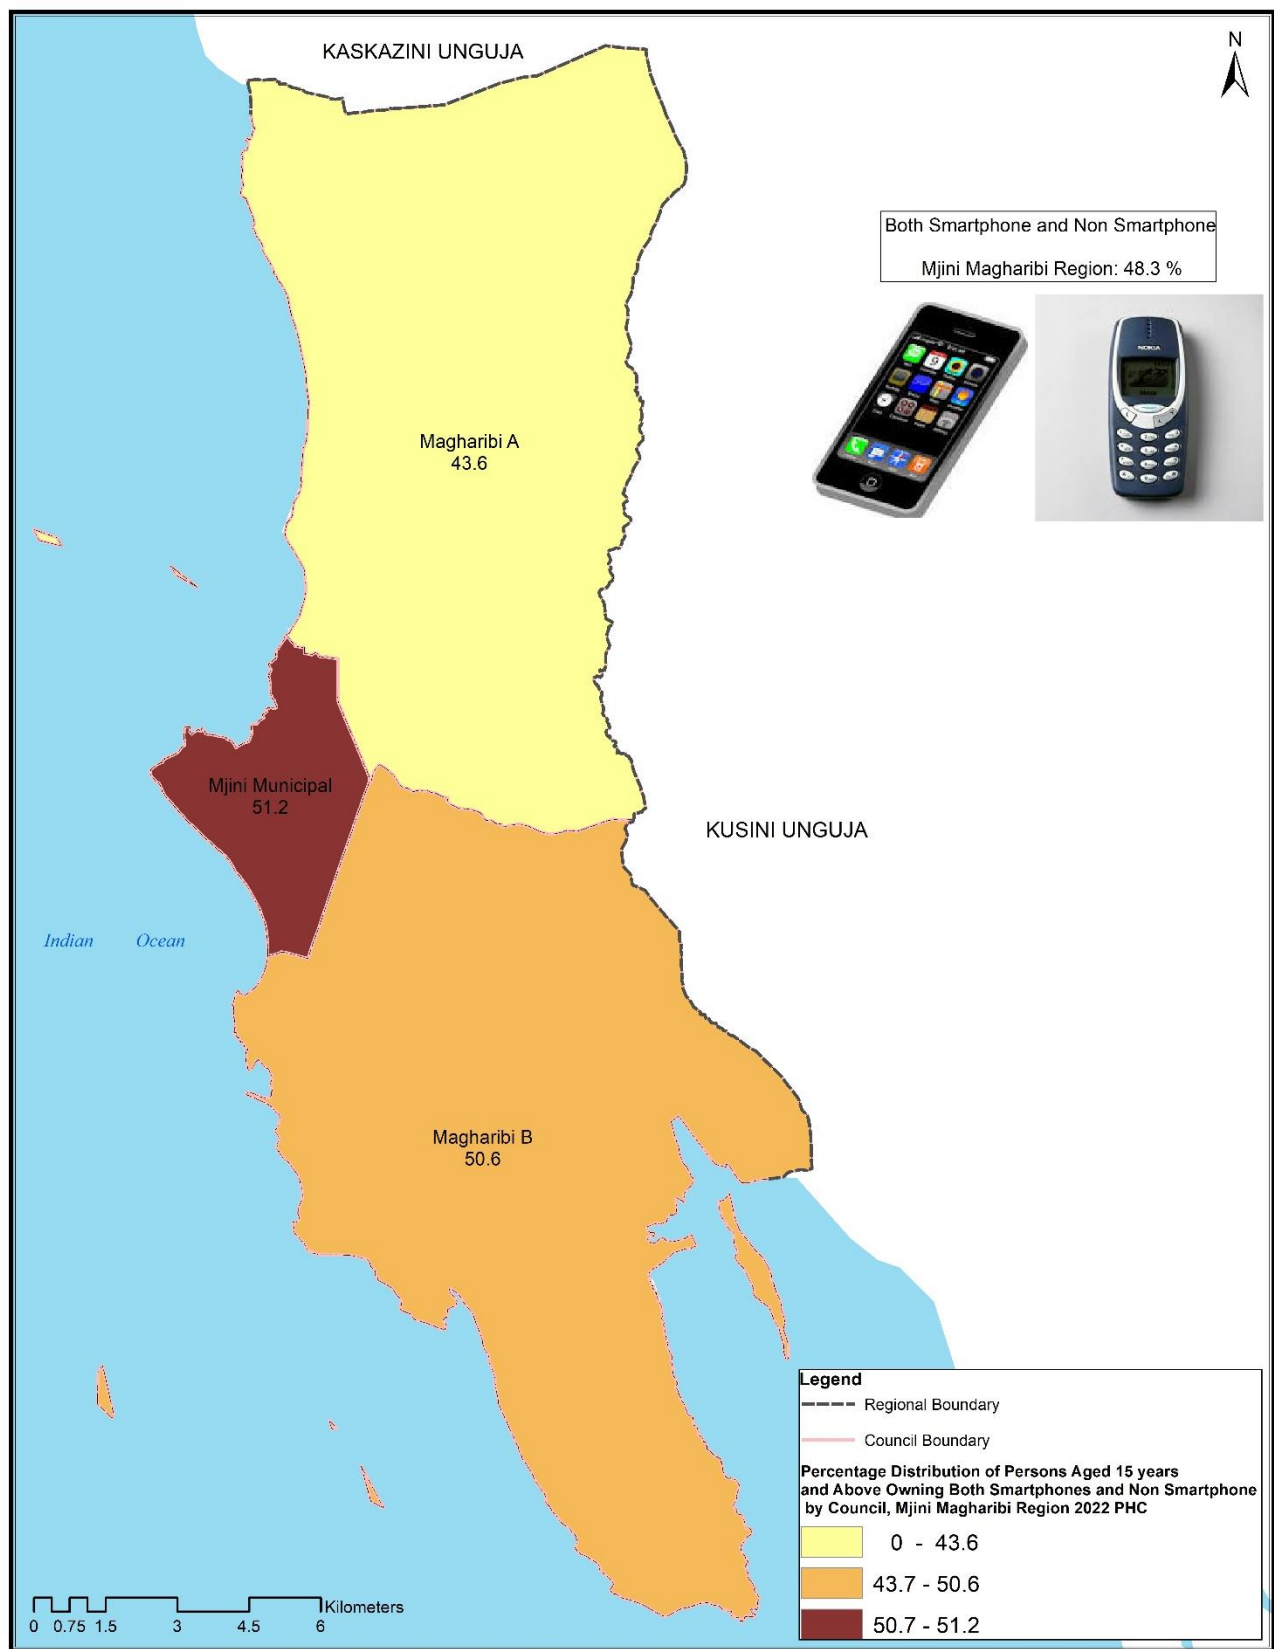 KASKAZINI UNGUJA
N
Both Smartphone and Non Smartphone
Mjini Magharibi Region: 48.3 %
NOKIA
9
Magharibi A
43.6
Mjini Municipal
51.2
KUSINI UNGUJA
Indian Ocean
Magharibi B
50.6
Legend
Regional Boundary
Council Boundary
Percentage Distribution of Persons Aged 15 years
and Above Owning Both Smartphones and Non Smartphone
by Council, Mjini Magharibi Region 2022 PHC
0 - 43.6
43.7 - 50.6
50.7 - 51.2
Kilometers
0 0.75 1.5 3 4.5 6